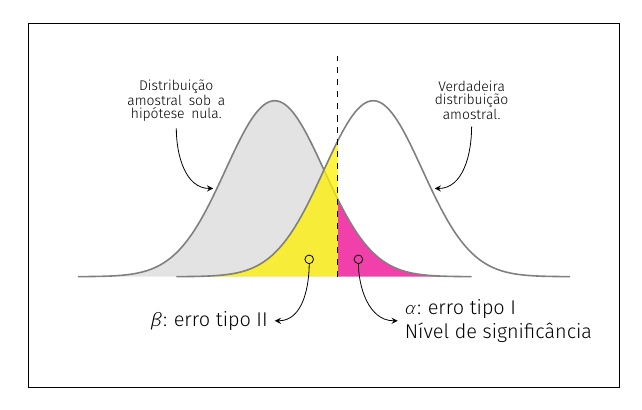 Distribuição
amostral sob a
hipótese nula.
Verdadeira
distribuição
amostral.
β: erro tipo II
α: erro tipo I
Nível de significância